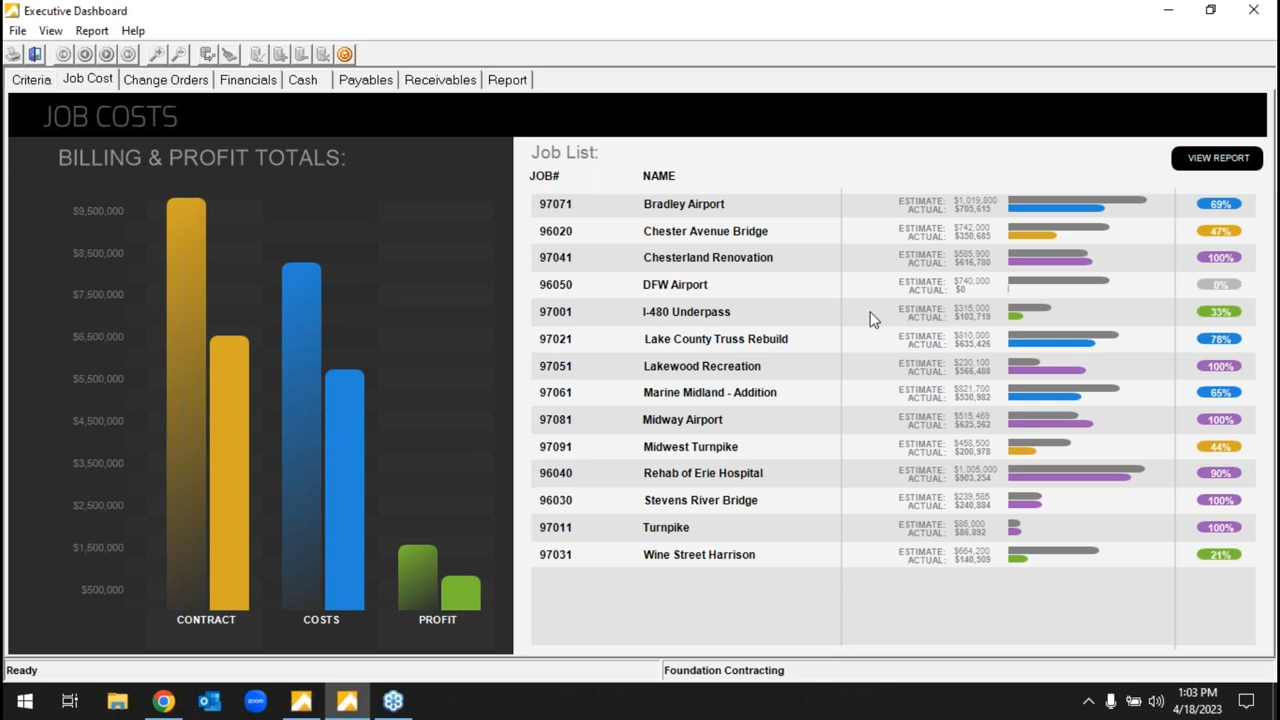 Executive Dashboard
File View Report Help
Criteria Job Cost Change Orders Financials Cash Payables Receivables Report
JOB COSTS
BILLING & PROFIT TOTALS:
$9,500,000
$8,500,000
$7,500,000
$6,500,000
$5,500,000
$4,500,000
$3,500,000
$2,500,000
$1,500,000
$500,000
CONTRACT COSTS PROFIT
Job List:
VIEW REPORT
JOB# NAME
97071 Bradley Airport ESTIMATE: $1,019,800 69%
ACTUAL: $705,615
96020 Chester Avenue Bridge ESTIMATE: $742,000 47%
ACTUAL: $350,685
97041 Chesterland Renovation ESTIMATE: $585,900 100%
ACTUAL: $616,780
96050 DFW Airport ESTIMATE: $740,000 0%
ACTUAL: $0
97001 I-480 Underpass ESTIMATE: $315,000 33%
ACTUAL: $103,719
97021 Lake County Truss Rebuild ESTIMATE: $810,000 78%
ACTUAL: $635,426
97051 Lakewood Recreation ESTIMATE: $230,100 100%
ACTUAL: $566,488
97061 Marine Midland - Addition ESTIMATE: $821,700 65%
ACTUAL: $530,982
97081 Midway Airport ESTIMATE: $515,469 100%
ACTUAL: $625,562
97091 Midwest Turnpike ESTIMATE: $458,500 44%
ACTUAL: $200,978
96040 Rehab of Erie Hospital ESTIMATE: $1,005,000 90%
ACTUAL: $903,254
96030 Stevens River Bridge ESTIMATE: $239,585 100%
ACTUAL: $240,884
97011 Turnpike ESTIMATE: $86,000 100%
ACTUAL: $86,892
97031 Wine Street Harrison ESTIMATE: $664,200 21%
ACTUAL: $140,509
Ready Foundation Contracting
zoom
1:03 PM
4/18/2023